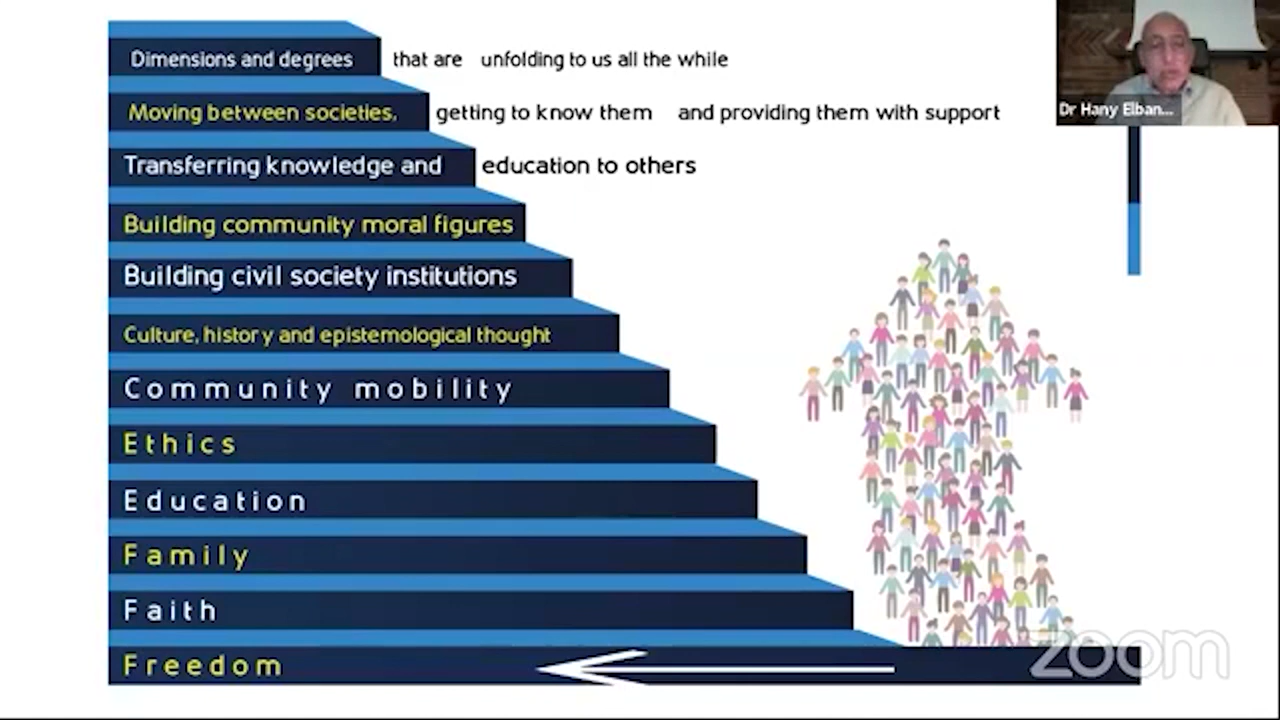 Dimensions and degrees that are unfolding to us all the while
Moving between societies, getting to know them and providing them with support
Transferring knowledge and education to others
Building community moral figures
Building civil society institutions
Culture, history and epistemological thought
Community mobility
Ethics
Education
Family
Faith
Freedom
Dr Hany Elban...
zoom